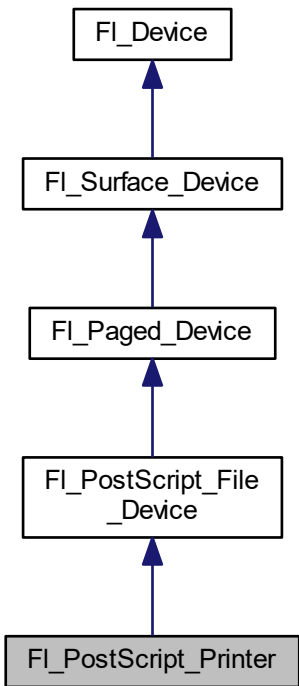 Fl_Device
Fl_Surface_Device
Fl_Paged_Device
Fl_PostScript_File
_Device
Fl_PostScript_Printer